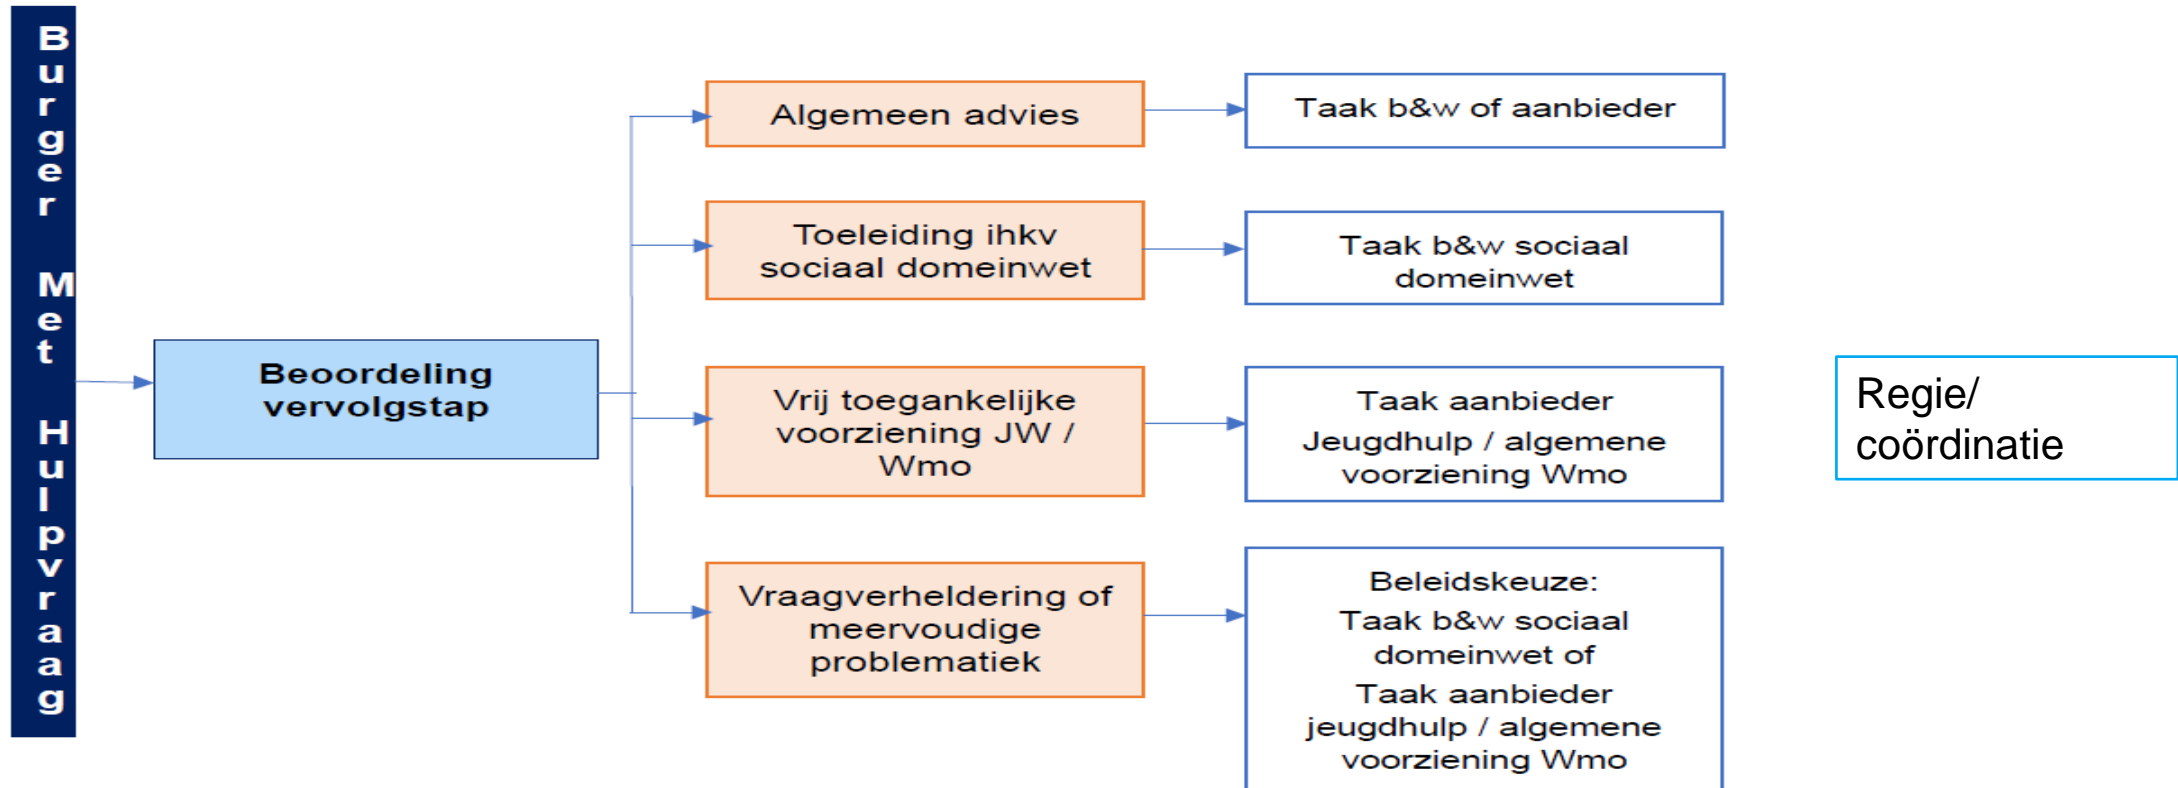 Burger Met Hulpvraag
Beoordeling
vervolgstap
Algemeen advies
Taak b&w of aanbieder
Toeleiding ihkv
sociaal domeinwet
Taak b&w sociaal
domeinwet
Vrij toegankelijke
voorziening JW /
Wmo
Taak aanbieder
Jeugdhulp / algemene
voorziening Wmo
Vraagverheldering of
meervoudige
problematiek
Beleidskeuze:
Taak b&w sociaal
domeinwet of
Taak aanbieder
jeugdhulp / algemene
voorziening Wmo
Regie/
coördinatie